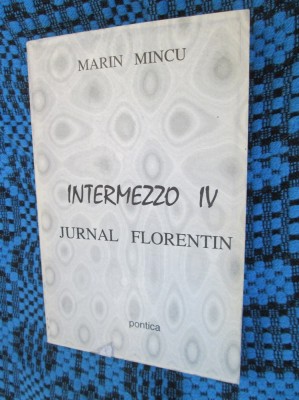 MARIN MINCU
INTERMEZZO IV
JURNAL FLORENTIN
pontica